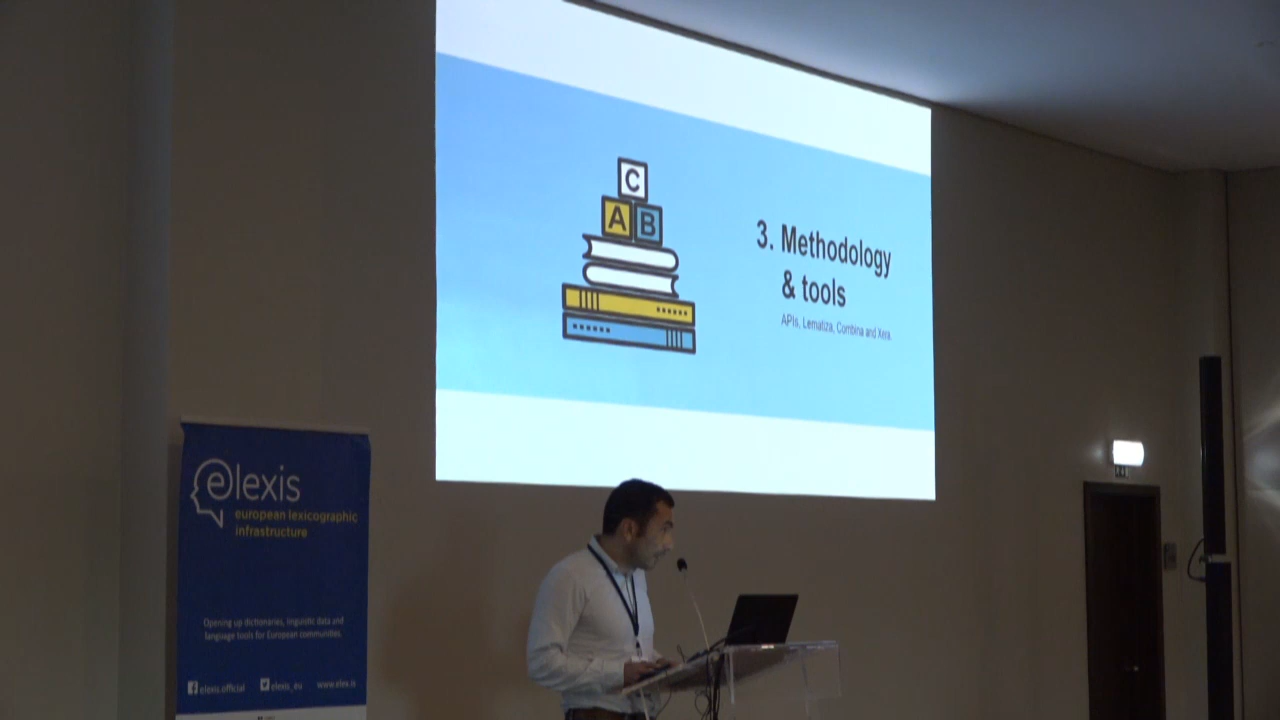 C
A B
3. Methodology
& tools
APIs, Lematiza, Combina and Xera.
elexis
european lexicographic
infrastructure
Opening up dictionaries, linguistic data and
language tools for European communities.
elexis.official elexis_eu www.elex.is